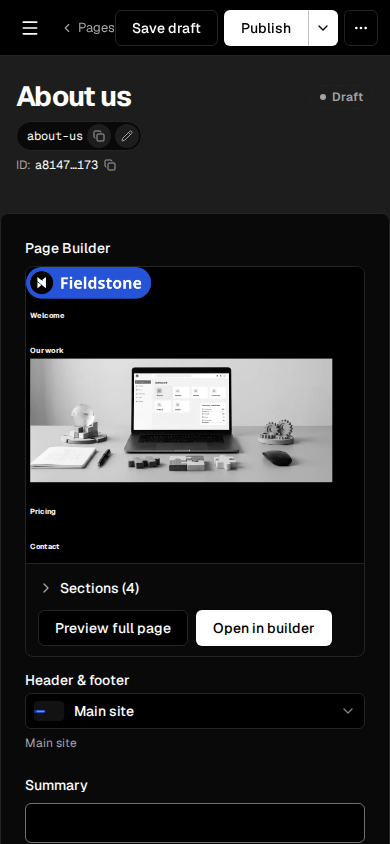 Pages
Save draft
Publish
About us
Draft
about-us
ID: a8147…173
Page Builder
Fieldstone
Welcome
Our work
Pricing
Contact
Sections (4)
Preview full page
Open in builder
Header & footer
Main site
Main site
Summary